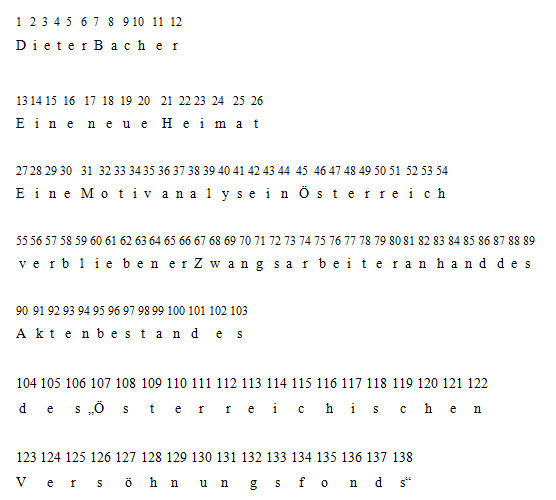 1 2 3 4 5 6 7 8 9 10 11 12
D i e t e r B a c h e r
13 14 15 16 17 18 19 20 21 22 23 24 25 26
E i n e n e u e H e i m a t
27 28 29 30 31 32 33 34 35 36 37 38 39 40 41 42 43 44 45 46 47 48 49 50 51 52 53 54
E i n e M o t i v a n a l y s e i n Ö s t e r r e i c h
55 56 57 58 59 60 61 62 63 64 65 66 67 68 69 70 71 72 73 74 75 76 77 78 79 80 81 82 83 84 85 86 87 88 89
v e r b l i e b e n e r Z w a n g s a r b e i t e r a n h a n d d e s
90 91 92 93 94 95 96 97 98 99 100 101 102 103
A k t e n b e s t a n d e s
104 105 106 107 108 109 110 111 112 113 114 115 116 117 118 119 120 121 122
d e s „Ö s t e r r e i c h i s c h e n
123 124 125 126 127 128 129 130 131 132 133 134 135 136 137 138
V e r s ö h n u n g s f o n d s“